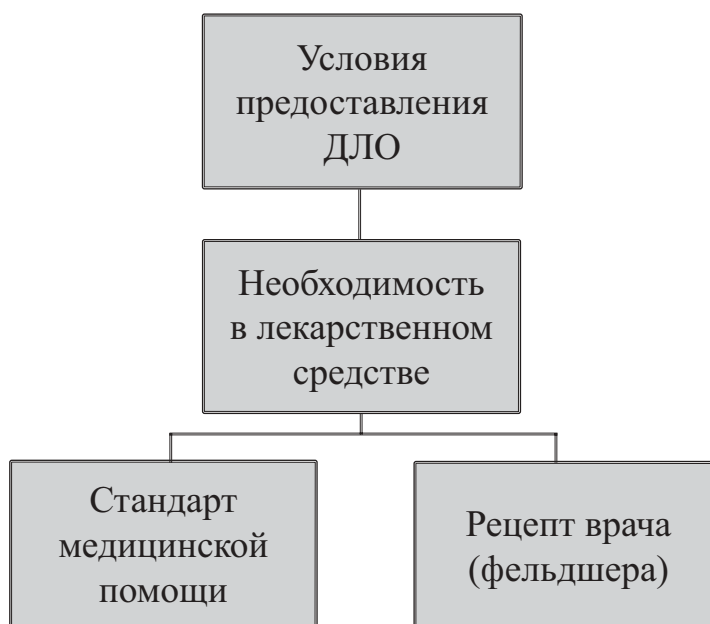 Условия
предоставления
ДЛО
Необходимость
в лекарственном
средстве
Стандарт
медицинской
помощи
Рецепт врача
(фельдшера)